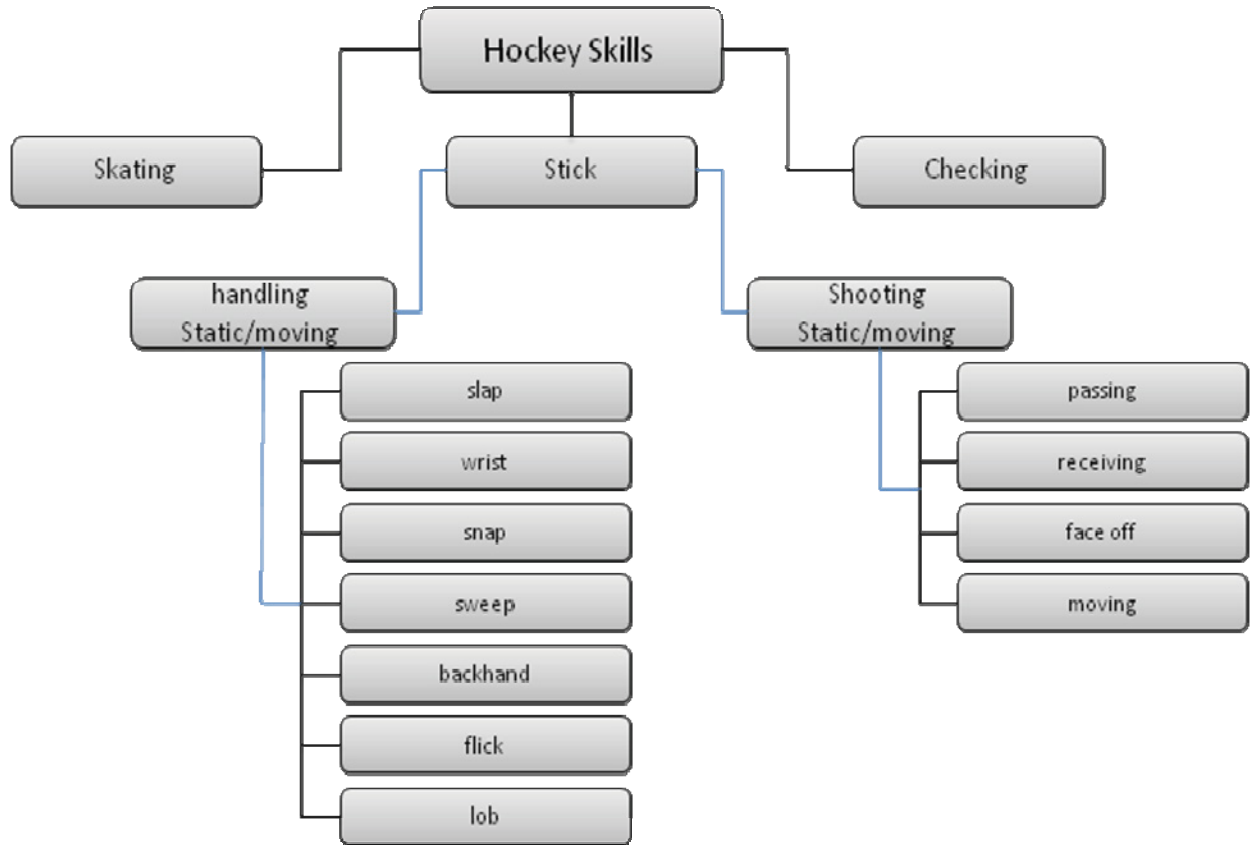 Hockey Skills
Skating
Stick
Checking
handling
Static/moving
Shooting
Static/moving
slap
wrist
snap
sweep
backhand
flick
lob
passing
receiving
face off
moving